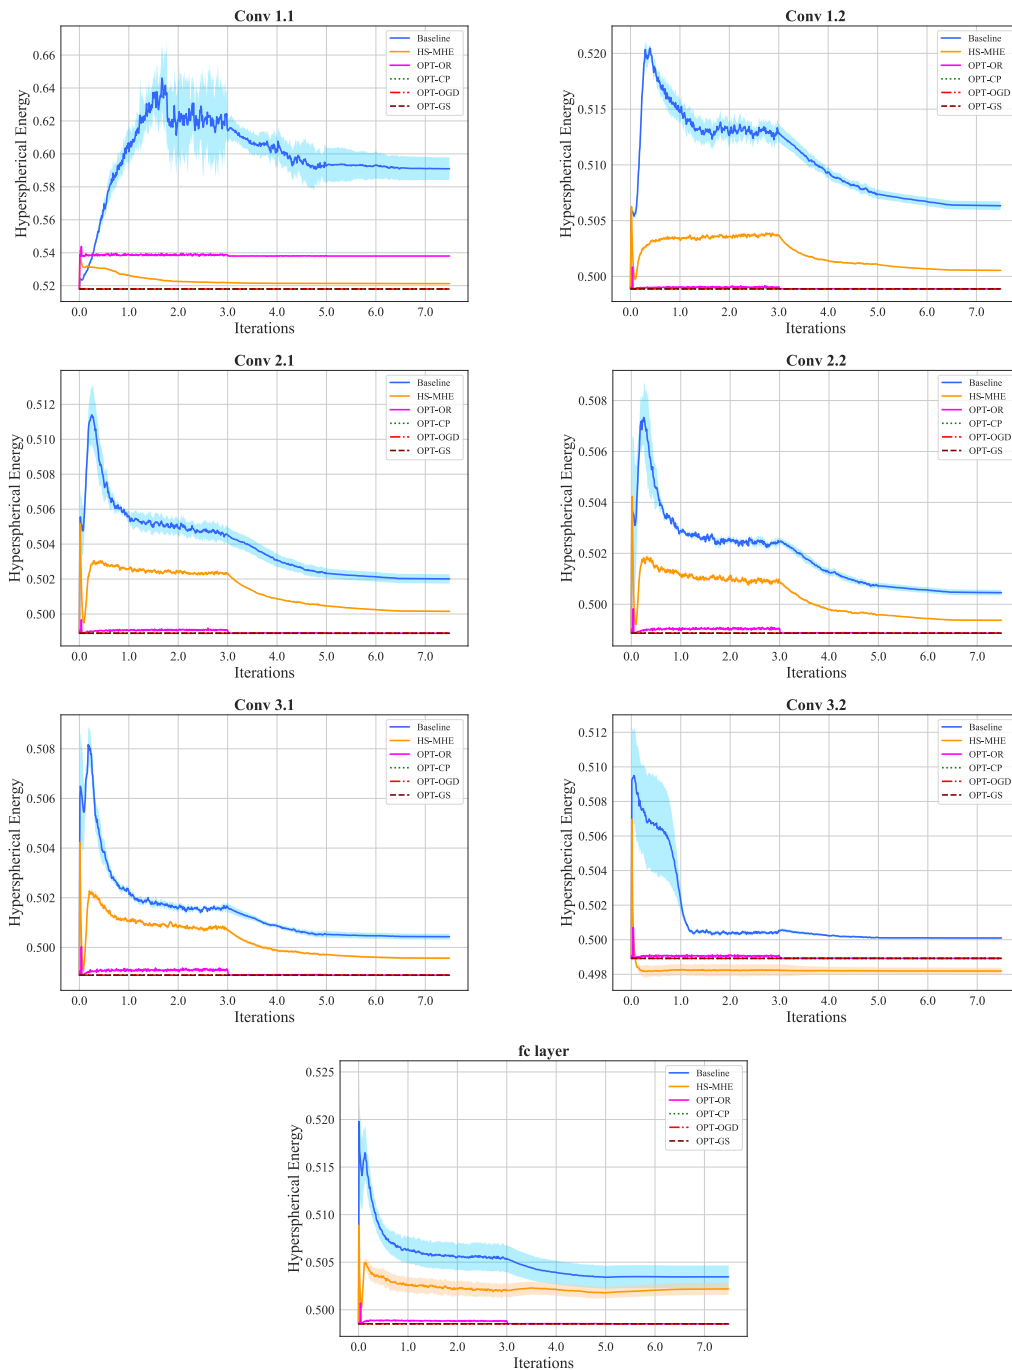 Conv 1.1
Hyperspherical Energy
0.66
0.64
0.62
0.60
0.58
0.56
0.54
0.52
Baseline
HS-MHE
OPT-OR
OPT-CP
OPT-OGD
OPT-GS
0.0 1.0 2.0 3.0 4.0 5.0 6.0 7.0
Iterations
Conv 1.2
Hyperspherical Energy
0.520
0.515
0.510
0.505
0.500
Baseline
HS-MHE
OPT-OR
OPT-CP
OPT-OGD
OPT-GS
0.0 1.0 2.0 3.0 4.0 5.0 6.0 7.0
Iterations
Conv 2.1
Hyperspherical Energy
0.512
0.510
0.508
0.506
0.504
0.502
0.500
Baseline
HS-MHE
OPT-OR
OPT-CP
OPT-OGD
OPT-GS
0.0 1.0 2.0 3.0 4.0 5.0 6.0 7.0
Iterations
Conv 2.2
Hyperspherical Energy
0.508
0.506
0.504
0.502
0.500
Baseline
HS-MHE
OPT-OR
OPT-CP
OPT-OGD
OPT-GS
0.0 1.0 2.0 3.0 4.0 5.0 6.0 7.0
Iterations
Conv 3.1
Hyperspherical Energy
0.508
0.506
0.504
0.502
0.500
Baseline
HS-MHE
OPT-OR
OPT-CP
OPT-OGD
OPT-GS
0.0 1.0 2.0 3.0 4.0 5.0 6.0 7.0
Iterations
Conv 3.2
Hyperspherical Energy
0.512
0.510
0.508
0.506
0.504
0.502
0.500
0.498
Baseline
HS-MHE
OPT-OR
OPT-CP
OPT-OGD
OPT-GS
0.0 1.0 2.0 3.0 4.0 5.0 6.0 7.0
Iterations
fc layer
Hyperspherical Energy
0.525
0.520
0.515
0.510
0.505
0.500
Baseline
HS-MHE
OPT-OR
OPT-CP
OPT-OGD
OPT-GS
0.0 1.0 2.0 3.0 4.0 5.0 6.0 7.0
Iterations